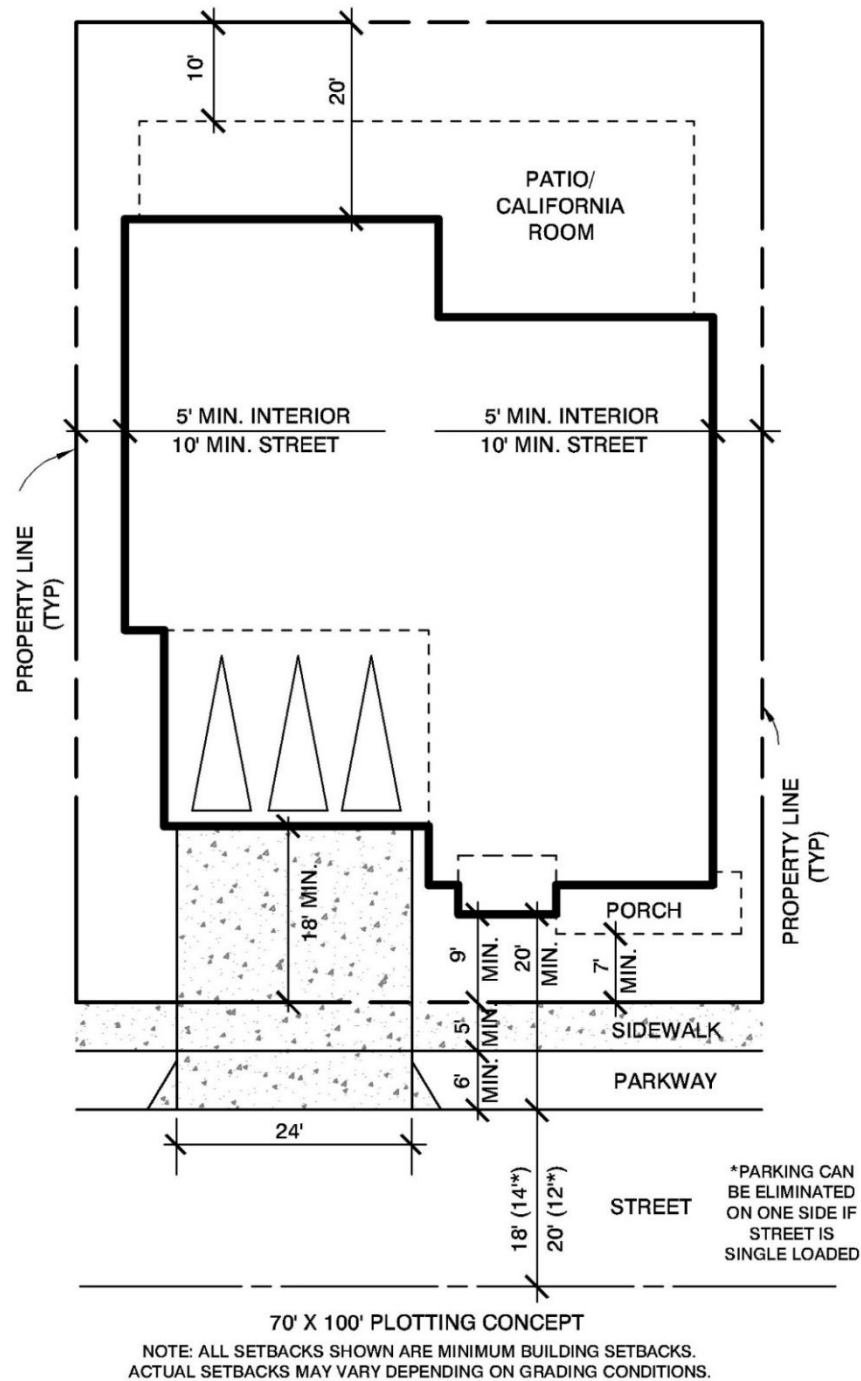 10'
20'
PATIO/
CALIFORNIA
ROOM
5' MIN. INTERIOR
10' MIN. STREET
5' MIN. INTERIOR
10' MIN. STREET
PROPERTY LINE
(TYP)
PROPERTY LINE
(TYP)
18' MIN.
PORCH
9'
MIN.
20'
MIN.
7'
MIN.
SIDEWALK
5'
MIN.
PARKWAY
6'
MIN.
24'
18' (14'*)
20' (12'*)
STREET
*PARKING CAN
BE ELIMINATED
ON ONE SIDE IF
STREET IS
SINGLE LOADED
70' X 100' PLOTTING CONCEPT
NOTE: ALL SETBACKS SHOWN ARE MINIMUM BUILDING SETBACKS.
ACTUAL SETBACKS MAY VARY DEPENDING ON GRADING CONDITIONS.